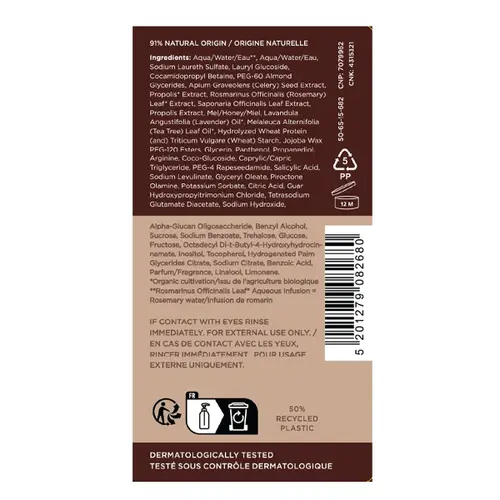 91% NATURAL ORIGIN / ORIGINE NATURELLE
Ingredients: Aqua/Water/Eau**, Aqua/Water/Eau,
Sodium Laureth Sulfate, Lauryl Glucoside,
Cocamidopropyl Betaine, PEG-60 Almond
Glycerides, Apium Graveolens (Celery) Seed Extract,
Propolis* Extract, Rosmarinus Officinalis (Rosemary)
Leaf* Extract, Saponaria Officinalis Leaf Extract,
Propolis Extract, Mel/Honey/Miel, Lavandula
Angustifolia (Lavender) Oil*, Melaleuca Alternifolia
(Tea Tree) Leaf Oil*, Hydrolyzed Wheat Protein
(and) Triticum Vulgare (Wheat) Starch, Jojoba Wax
PEG-120 Esters, Glycerin, Panthenol, Propanediol,
Arginine, Coco-Glucoside, Caprylic/Capric
Triglyceride, PEG-4 Rapeseedamide, Salicylic Acid,
Sodium Levulinate, Glyceryl Oleate, Piroctone
Olamine, Potassium Sorbate, Citric Acid, Guar
Hydroxypropyltrimonium Chloride, Tetrasodium
Glutamate Diacetate, Sodium Hydroxide,
Alpha-Glucan Oligosaccharide, Benzyl Alcohol,
Sucrose, Sodium Benzoate, Trehalose, Glucose,
Fructose, Octadecyl Di-t-Butyl-4-Hydroxyhydrocin-
namate, Inositol, Tocopherol, Hydrogenated Palm
Glycerides Citrate, Sodium Citrate, Benzoic Acid,
Parfum/Fragrance, Linalool, Limonene.
*Organic cultivation/issu de l'agriculture biologique
**Rosmarinus Officinalis Leaf* Aqueous Infusion =
Rosemary water/infusion de romarin
IF CONTACT WITH EYES RINSE
IMMEDIATELY. FOR EXTERNAL USE ONLY. /
EN CAS DE CONTACT AVEC LES YEUX,
RINCER IMMÉDIATEMENT. POUR USAGE
EXTERNE UNIQUEMENT.
CNP: 7079952
CNK: 4315321
50-65-15-682
5
PP
12 M
5 201279 082680
FR
50%
RECYCLED
PLASTIC
DERMATOLOGICALLY TESTED
TESTÉ SOUS CONTRÔLE DERMATOLOGIQUE